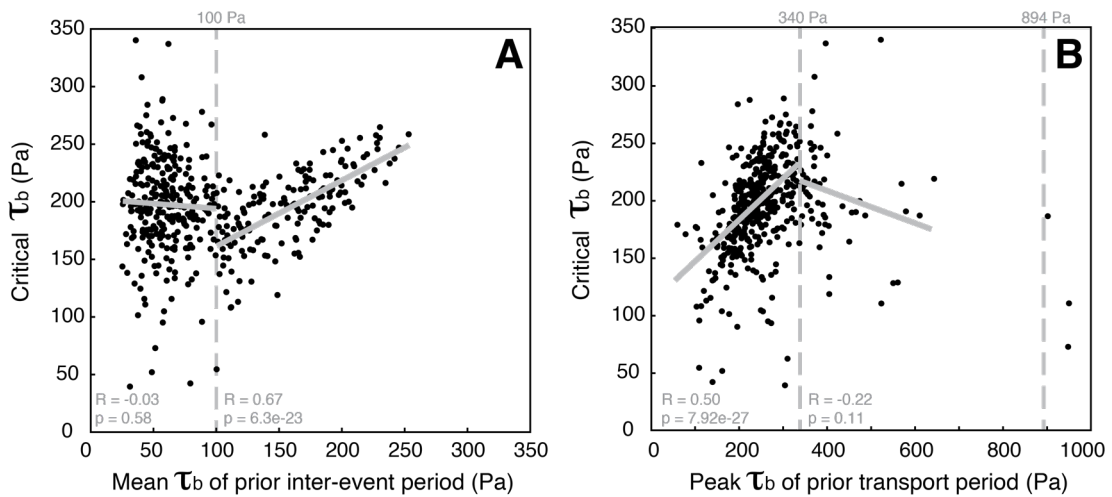 100 Pa
A
350
300
250
200
150
100
50
0
Critical τb (Pa)
R = -0.03
p = 0.58
R = 0.67
p = 6.3e-23
0 50 100 150 200 250 300 350
Mean τb of prior inter-event period (Pa)
340 Pa 894 Pa
B
350
300
250
200
150
100
50
0
Critical τb (Pa)
R = 0.50
p = 7.92e-27
R = -0.22
p = 0.11
0 200 400 600 800 1000
Peak τb of prior transport period (Pa)